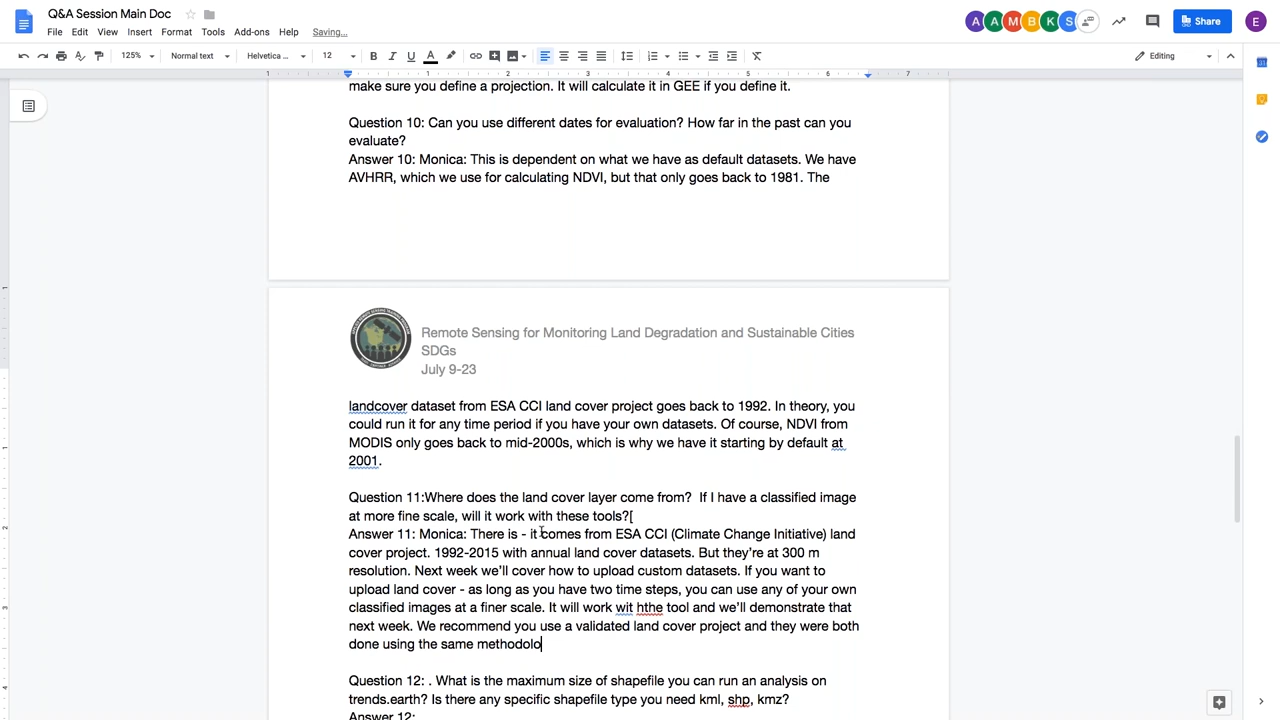 Q&A Session Main Doc
File Edit View Insert Format Tools Add-ons Help Saving...
A A M B K S Share E
125% Normal text Helvetica ... 12 B I U A Editing
1 1 2 3 4 5 6 7
make sure you define a projection. It will calculate it in GEE if you define it.
Question 10: Can you use different dates for evaluation? How far in the past can you
evaluate?
Answer 10: Monica: This is dependent on what we have as default datasets. We have
AVHRR, which we use for calculating NDVI, but that only goes back to 1981. The
Remote Sensing for Monitoring Land Degradation and Sustainable Cities
SDGs
July 9-23
landcover dataset from ESA CCI land cover project goes back to 1992. In theory, you
could run it for any time period if you have your own datasets. Of course, NDVI from
MODIS only goes back to mid-2000s, which is why we have it starting by default at
2001.
Question 11:Where does the land cover layer come from?  If I have a classified image
at more fine scale, will it work with these tools?[
Answer 11: Monica: There is - it comes from ESA CCI (Climate Change Initiative) land
cover project. 1992-2015 with annual land cover datasets. But they're at 300 m
resolution. Next week we'll cover how to upload custom datasets. If you want to
upload land cover - as long as you have two time steps, you can use any of your own
classified images at a finer scale. It will work wit hthe tool and we'll demonstrate that
next week. We recommend you use a validated land cover project and they were both
done using the same methodolo
Question 12: . What is the maximum size of shapefile you can run an analysis on
trends.earth? Is there any specific shapefile type you need kml, shp, kmz?
Answer 12: